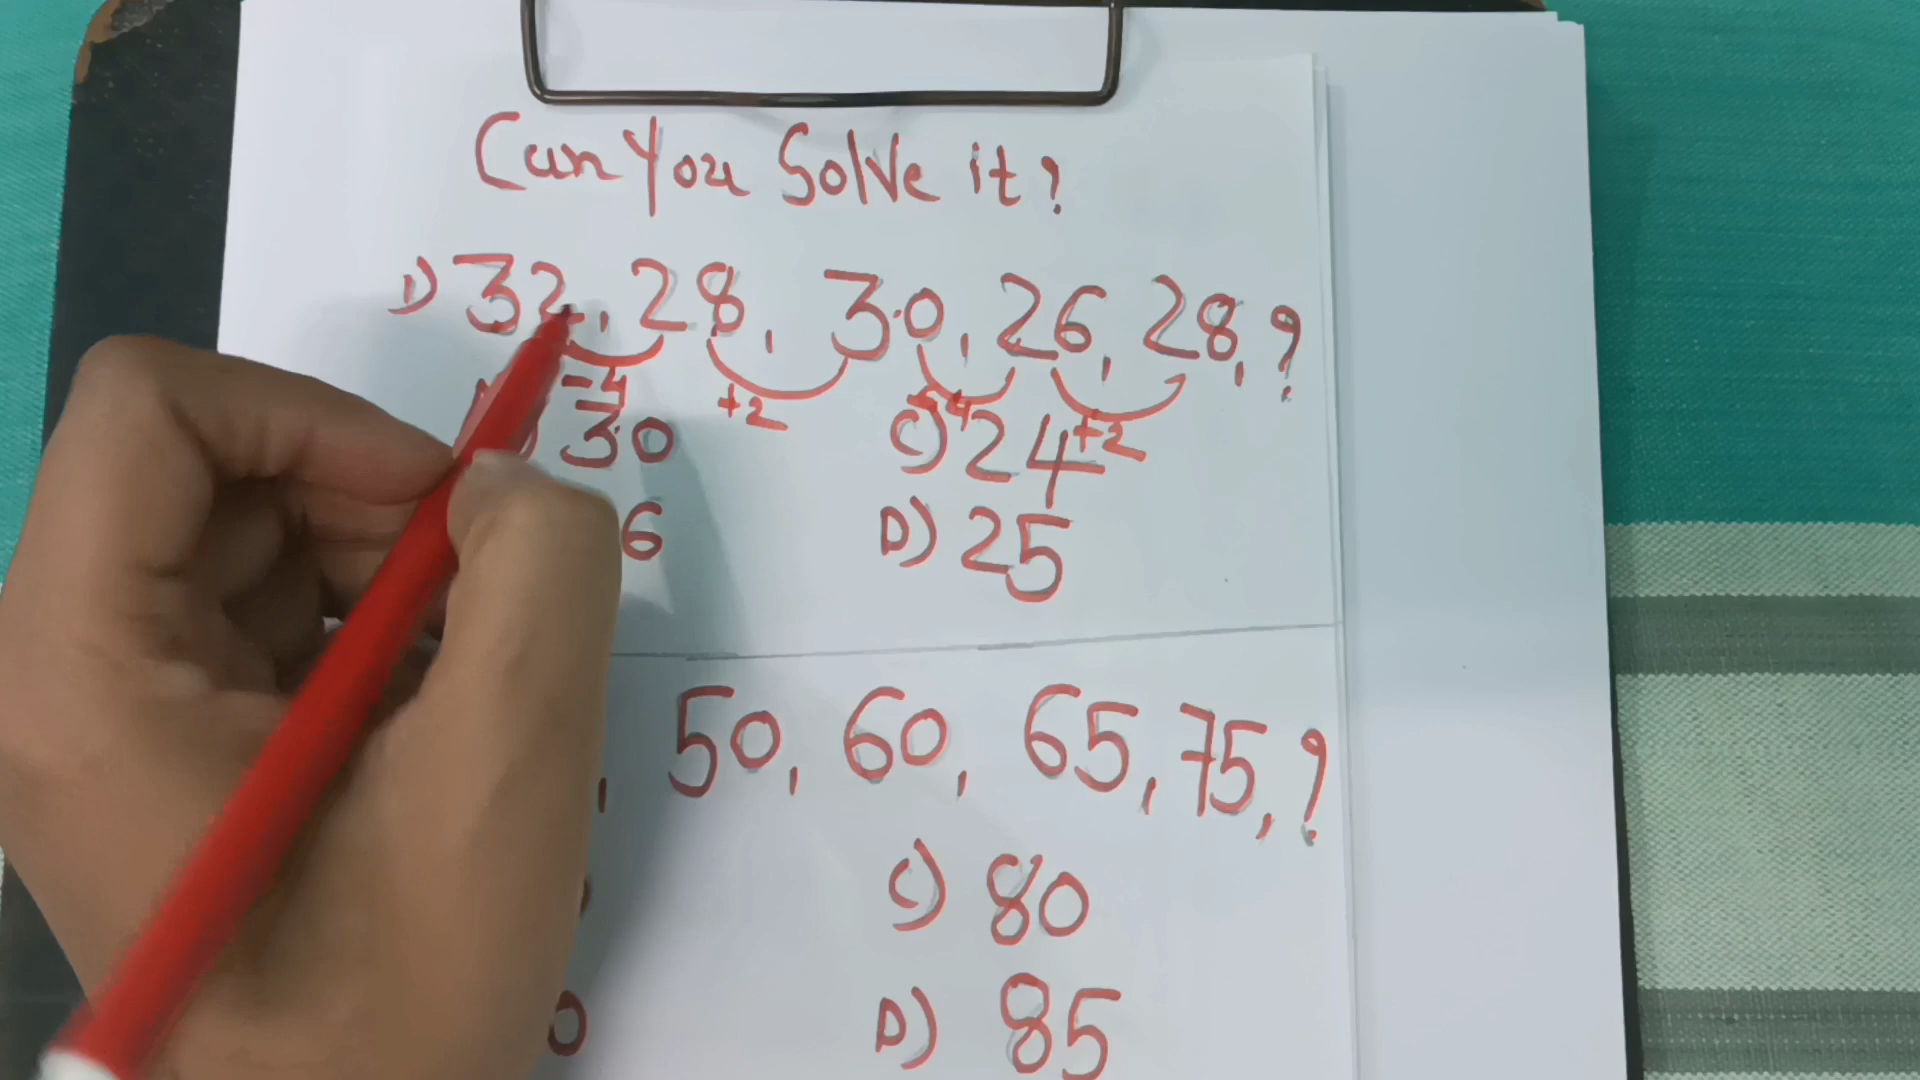 Can You Solve it?
1) 32, 28, 30, 26, 28, ?
-4 +2 -4 +2
30 C) 24
6 D) 25
, 50, 60, 65, 75, ?
C) 80
0 D) 85